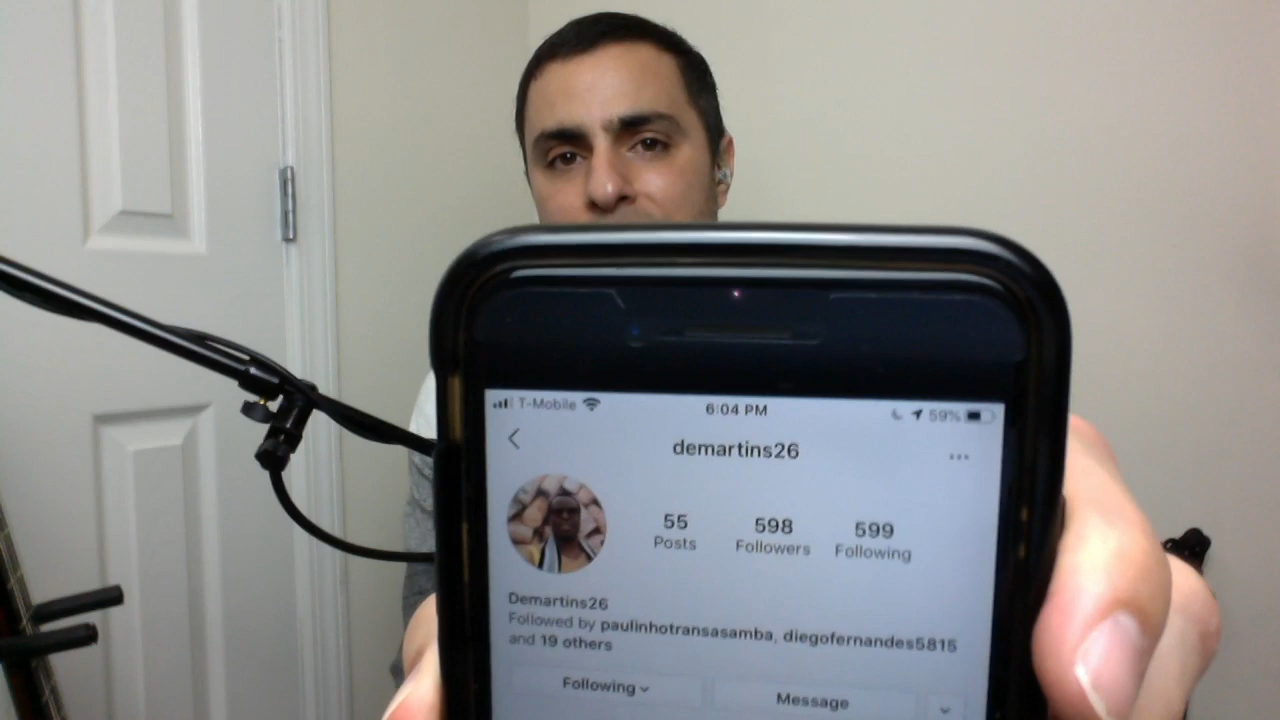 T-Mobile 6:04 PM 59%
demartins26
55 598 599
Posts Followers Following
Demartins26
Followed by paulinhotransasamba, diegofernandes5815
and 19 others
Following Message